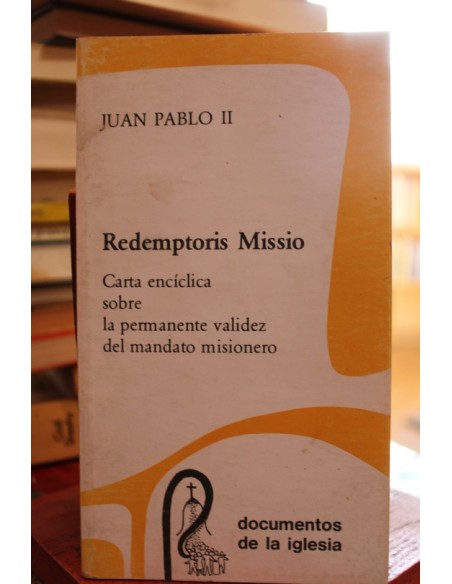 JUAN PABLO II
Redemptoris Missio
Carta encíclica
sobre
la permanente validez
del mandato misionero
documentos
de la iglesia